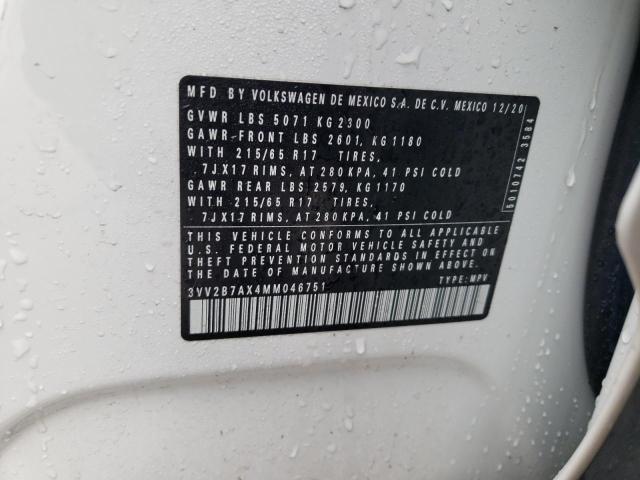 MFD BY VOLKSWAGEN DE MEXICO S.A. DE C.V. MEXICO 12/20
GVWR LBS 5071 KG 2300
GAWR-FRONT LBS 2601, KG 1180
WITH 215/65 R17 TIRES,
7JX17 RIMS, AT 280 KPA, 41 PSI COLD
GAWR REAR LBS 2579, KG 1170
WITH 215/65 R17 TIRES,
7JX17 RIMS, AT 280 KPA, 41 PSI COLD
THIS VEHICLE CONFORMS TO ALL APPLICABLE
U.S. FEDERAL MOTOR VEHICLE SAFETY AND
THEFT PREVENTION STANDARDS IN EFFECT ON
THE DATE OF MANUFACTURE SHOWN ABOVE.
3VV2B7AX4MM046751 TYPE: MPV
5010742 3584